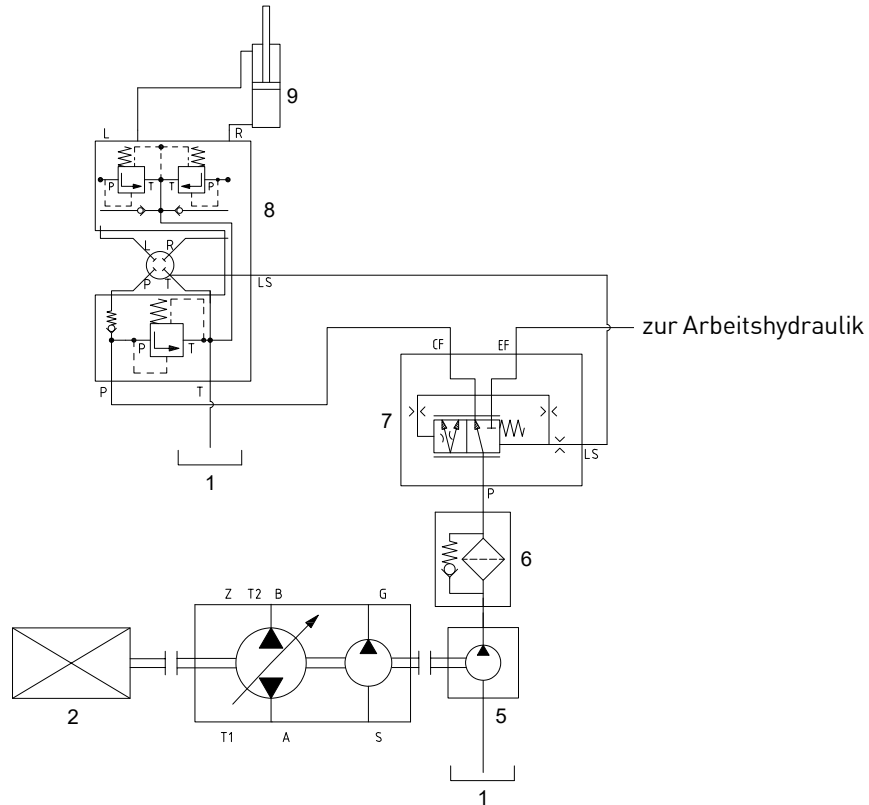 9
L R
P T T P
8
L R
P T
LS
P T
P T
1
zur Arbeitshydraulik
CF EF
7
LS
P
6
Z T2 B G
2
5
T1 A S
1